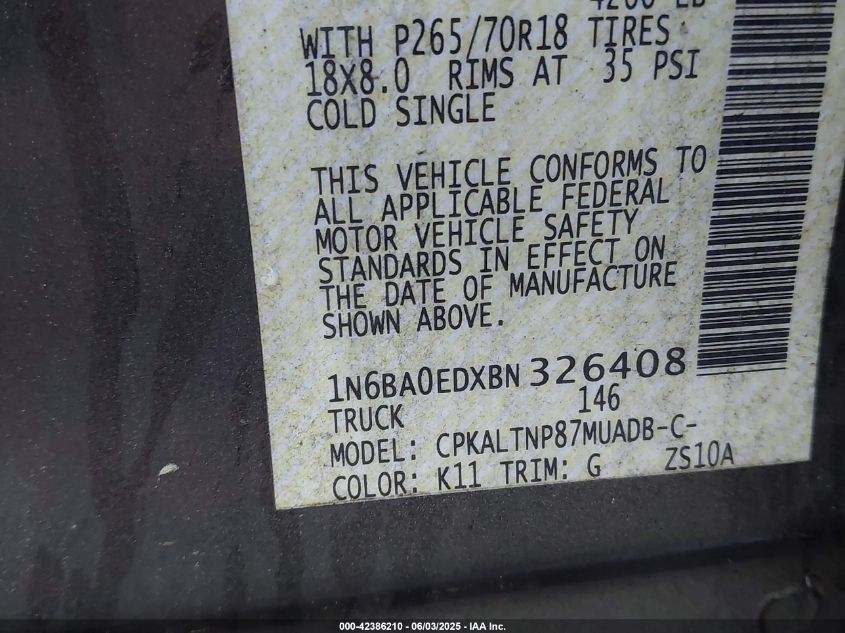 4200 LB
WITH P265/70R18 TIRES
18X8.0 RIMS AT 35 PSI
COLD SINGLE
THIS VEHICLE CONFORMS TO
ALL APPLICABLE FEDERAL
MOTOR VEHICLE SAFETY
STANDARDS IN EFFECT ON
THE DATE OF MANUFACTURE
SHOWN ABOVE.
1N6BA0EDXBN 326408
TRUCK 146
MODEL: CPKALTNP87MUADB-C-
COLOR: K11 TRIM: G ZS10A
000-42386210 - 06/03/2025 - IAA Inc.